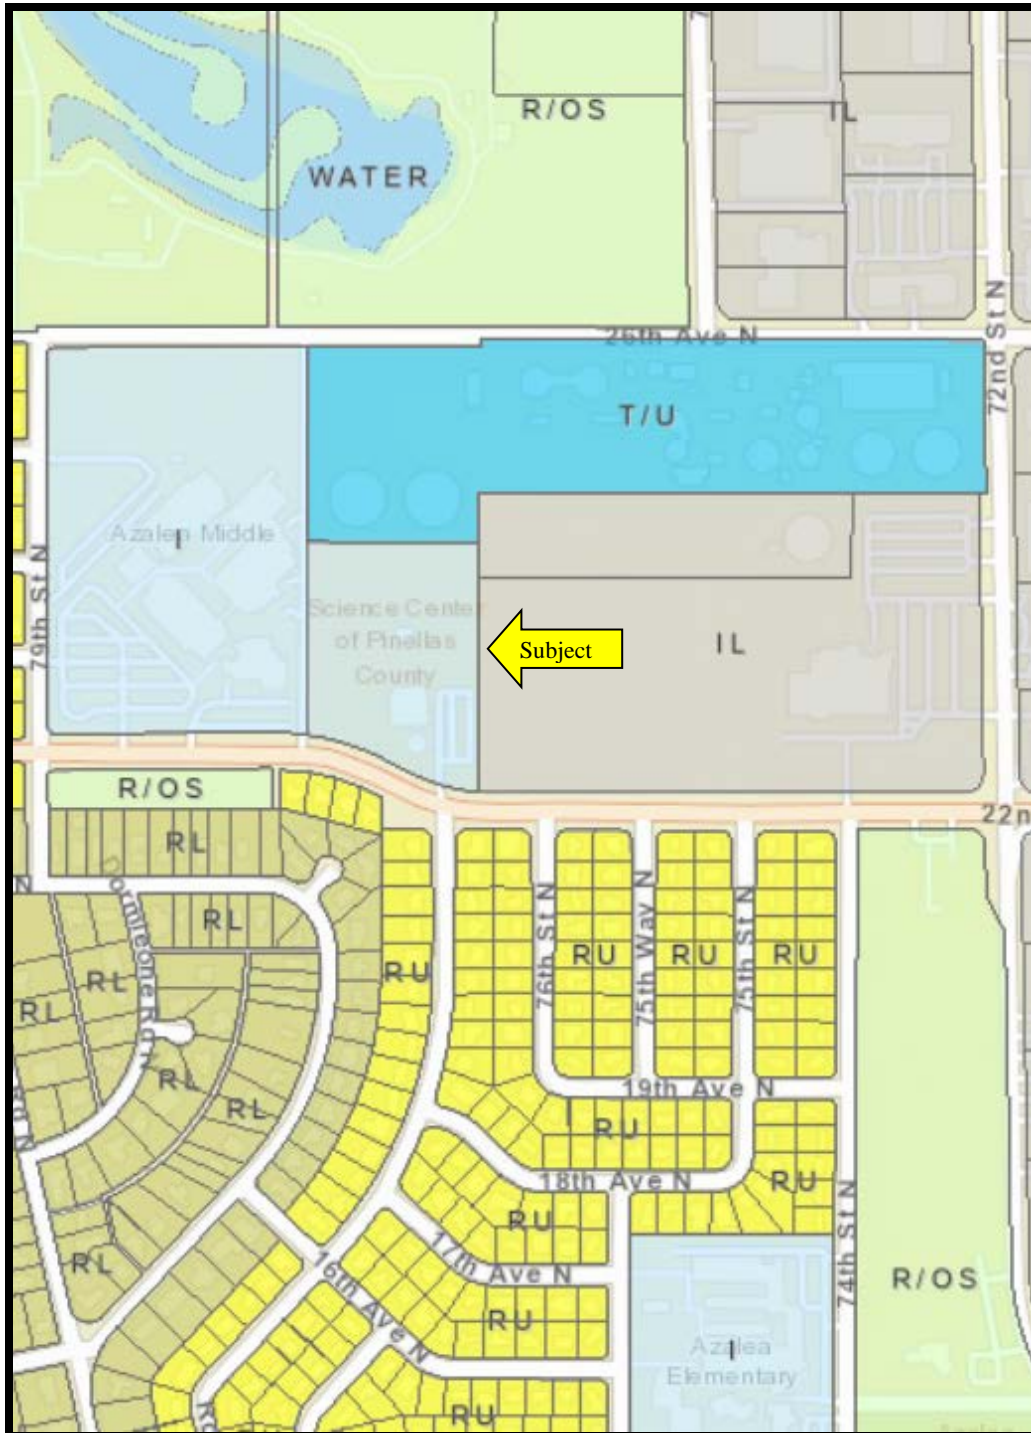 R/OS
IL
WATER
72nd St N
26th Ave N
T/U
Azalea Middle
I
79th St N
Science Center
of Pinellas
County
Subject
IL
R/OS
22n
RL
RL
Dormieone Rd N
RL
RL
RU
76th St N
RU
75th Way N
RU
75th St N
RU
RL
RL
19th Ave N
RU
18th Ave N
RU
74th St N
RL
RU
17th Ave N
16th Ave N
RU
R/OS
I
Azalea
Elementary
RU